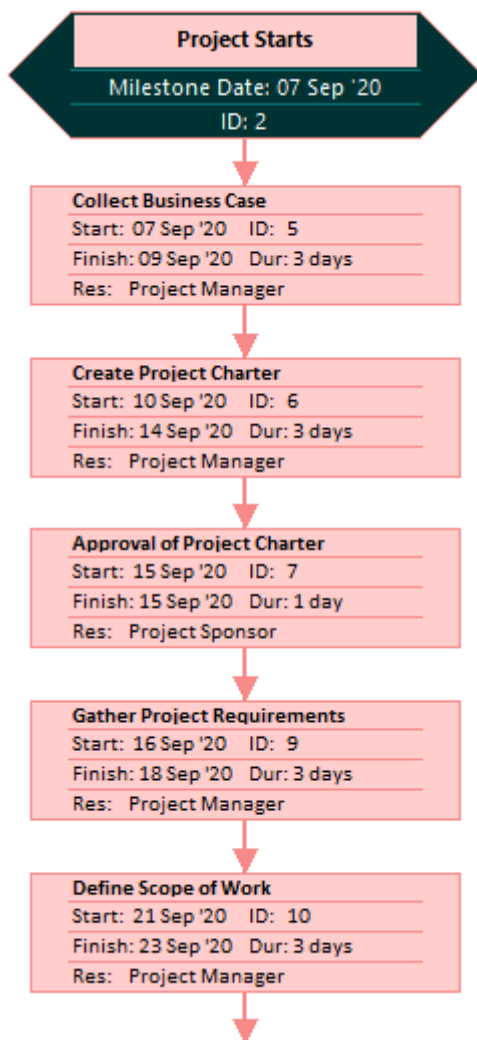 Project Starts
Milestone Date: 07 Sep '20
ID: 2
Collect Business Case
Start: 07 Sep '20 ID: 5
Finish: 09 Sep '20 Dur: 3 days
Res: Project Manager
Create Project Charter
Start: 10 Sep '20 ID: 6
Finish: 14 Sep '20 Dur: 3 days
Res: Project Manager
Approval of Project Charter
Start: 15 Sep '20 ID: 7
Finish: 15 Sep '20 Dur: 1 day
Res: Project Sponsor
Gather Project Requirements
Start: 16 Sep '20 ID: 9
Finish: 18 Sep '20 Dur: 3 days
Res: Project Manager
Define Scope of Work
Start: 21 Sep '20 ID: 10
Finish: 23 Sep '20 Dur: 3 days
Res: Project Manager